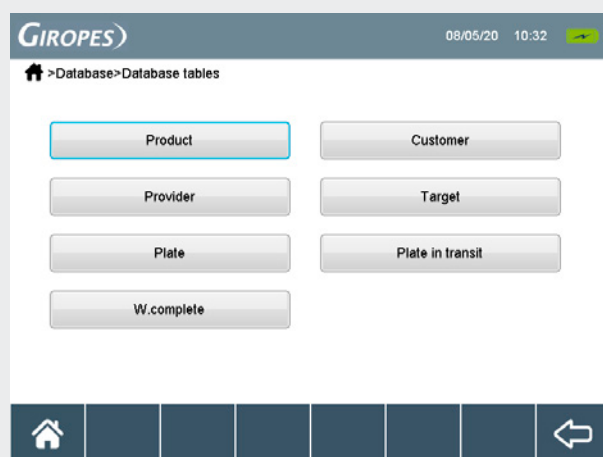 GIROPES)
08/05/20 10:32
>Database>Database tables
Product
Customer
Provider
Target
Plate
Plate in transit
W.complete